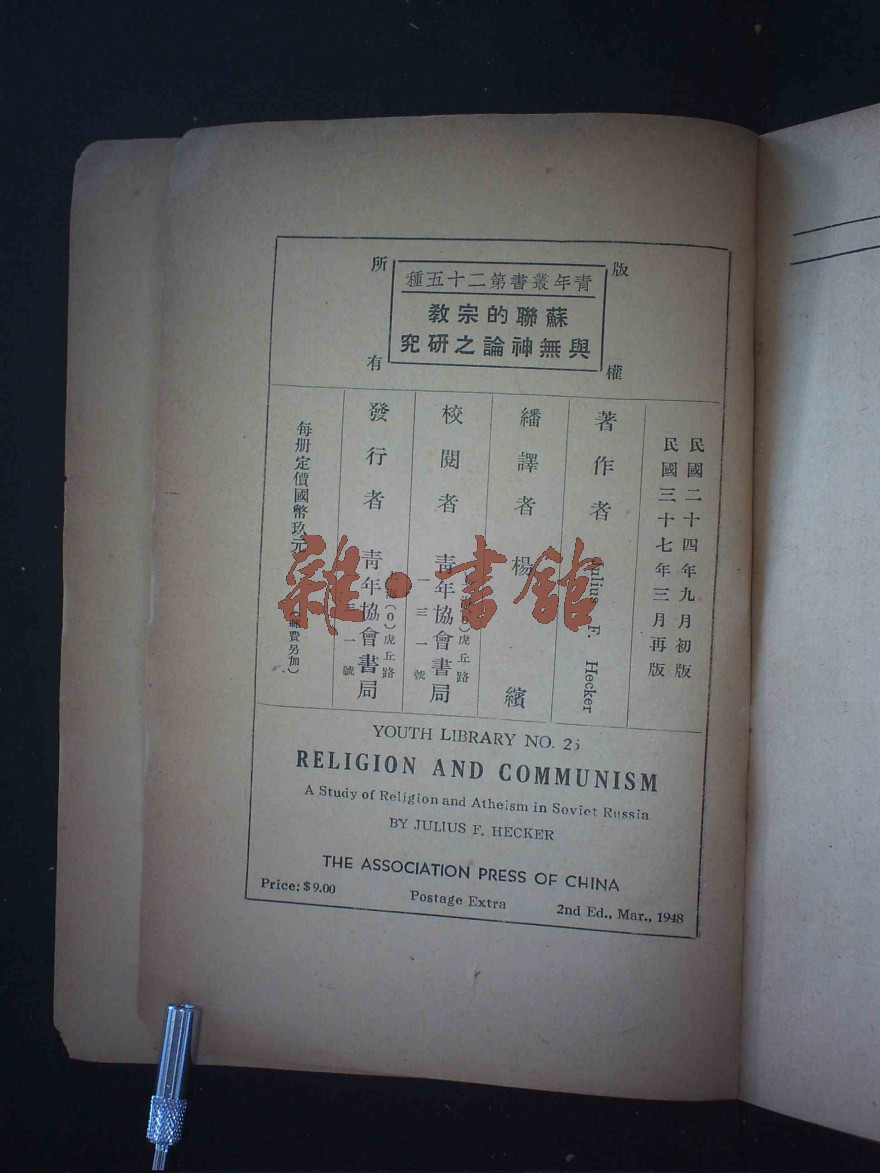 版權所有
青年叢書第二十五種
蘇聯的宗教
與無神論之研究
民國二十四年九月初版
民國三十七年三月再版
著作者 Julius F. Hecker
繙譯者 楊繽
校閱者 青年協會書局
(0)虎丘路
一三一號
發行者 青年協會書局
(0)虎丘路
一號
每册定價國幣玖元
費另加)
雜·書館
YOUTH LIBRARY NO. 25
RELIGION AND COMMUNISM
A Study of Religion and Atheism in Soviet Russia
BY JULIUS F. HECKER
THE ASSOCIATION PRESS OF CHINA
Price: $9.00
Postage Extra
2nd Ed., Mar., 1948